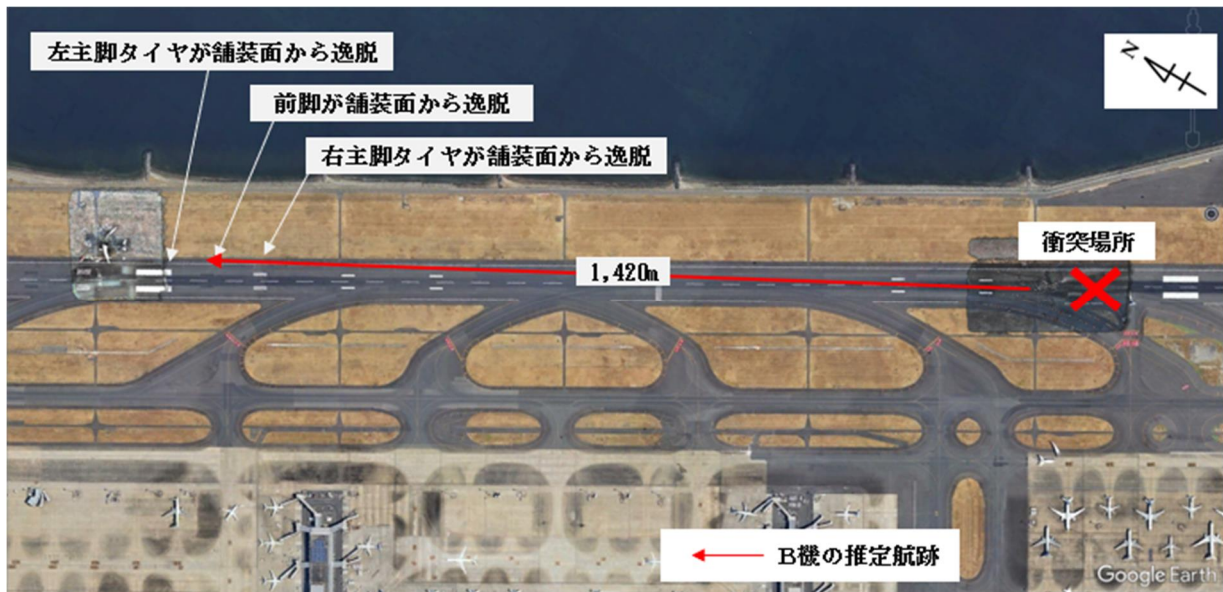 左主脚タイヤが舗装面から逸脱
前脚が舗装面から逸脱
右主脚タイヤが舗装面から逸脱
N
衝突場所
1,420m
B機の推定航跡
Google Earth